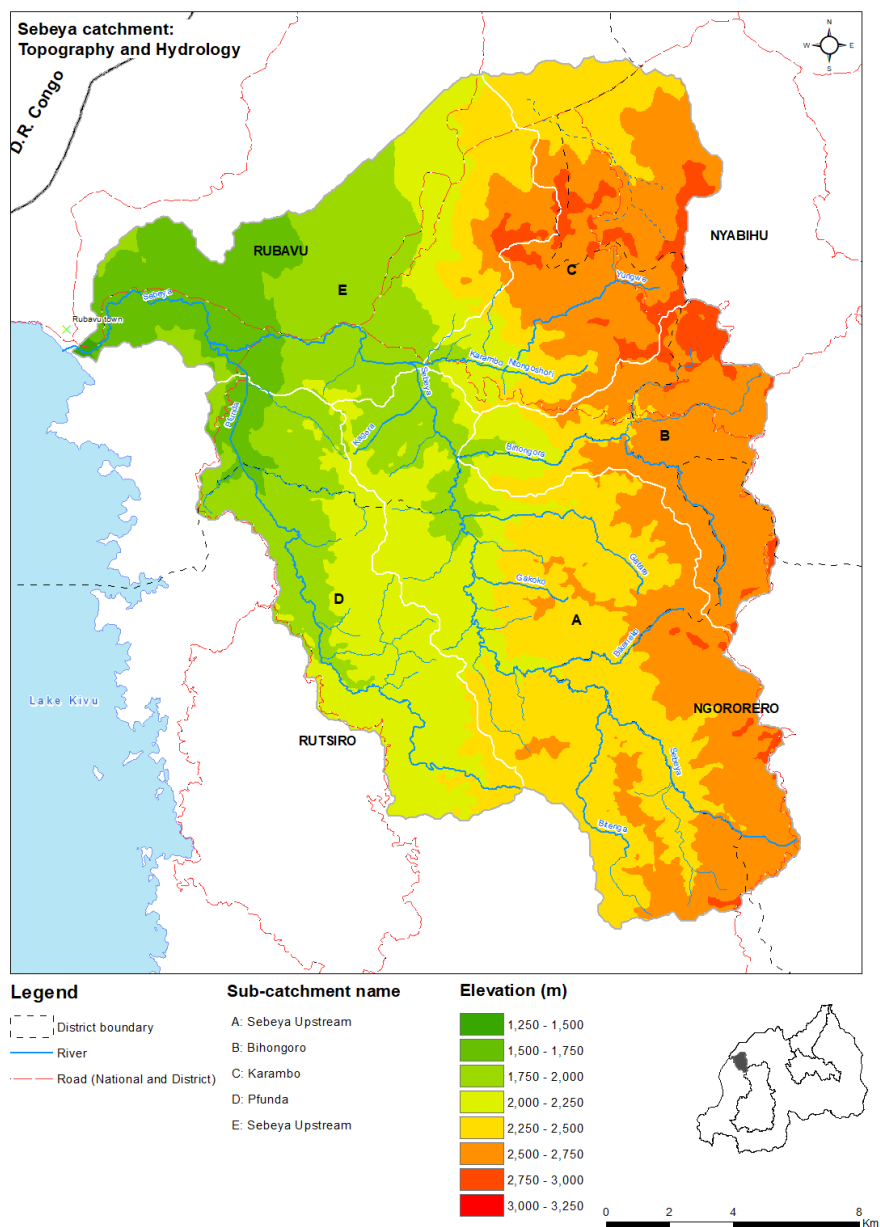 Sebeya catchment:
Topography and Hydrology
N
W
E
S
D.R. Congo
NYABIHU
RUBAVU
C
Yungwe
E
Sebeya
Rubavu town
Karambo
Ntongoshori
Sebeya
Pfunda
Kagera
B
Bihongora
Gatare
Gakoko
D
A
Bikeneko
Lake Kivu
NGORORERO
RUTSIRO
Sebeya
Bitenga
Legend
District boundary
River
Road (National and District)
Sub-catchment name
A: Sebeya Upstream
B: Bihongoro
C: Karambo
D: Pfunda
E: Sebeya Upstream
Elevation (m)
1,250 - 1,500
1,500 - 1,750
1,750 - 2,000
2,000 - 2,250
2,250 - 2,500
2,500 - 2,750
2,750 - 3,000
3,000 - 3,250
0 2 4 8
Km